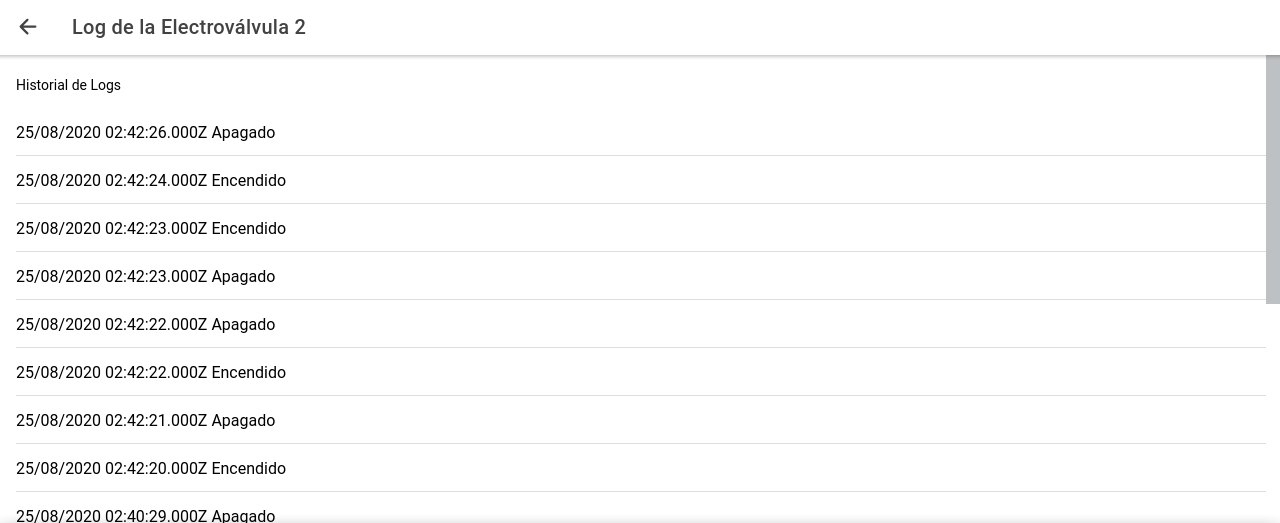 Log de la Electroválvula 2
Historial de Logs
25/08/2020 02:42:26.000Z Apagado
25/08/2020 02:42:24.000Z Encendido
25/08/2020 02:42:23.000Z Encendido
25/08/2020 02:42:23.000Z Apagado
25/08/2020 02:42:22.000Z Apagado
25/08/2020 02:42:22.000Z Encendido
25/08/2020 02:42:21.000Z Apagado
25/08/2020 02:42:20.000Z Encendido
25/08/2020 02:40:29.000Z Apagado